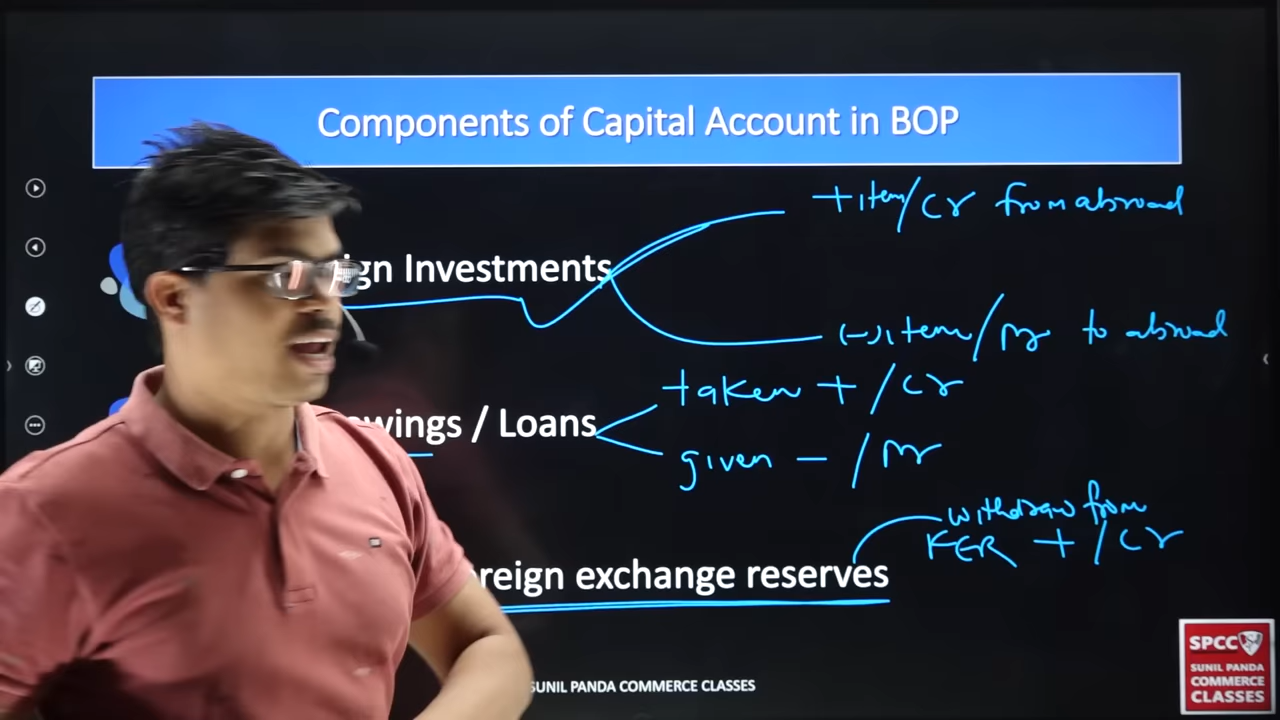 Components of Capital Account in BOP
+item/Cr from abroad
ign Investments
(-)item/Dr to abroad
taken + /Cr
owings / Loans
given - /Dr
withdraw from
FER + /Cr
reign exchange reserves
SPCC
SUNIL PANDA
COMMERCE
CLASSES
SUNIL PANDA COMMERCE CLASSES